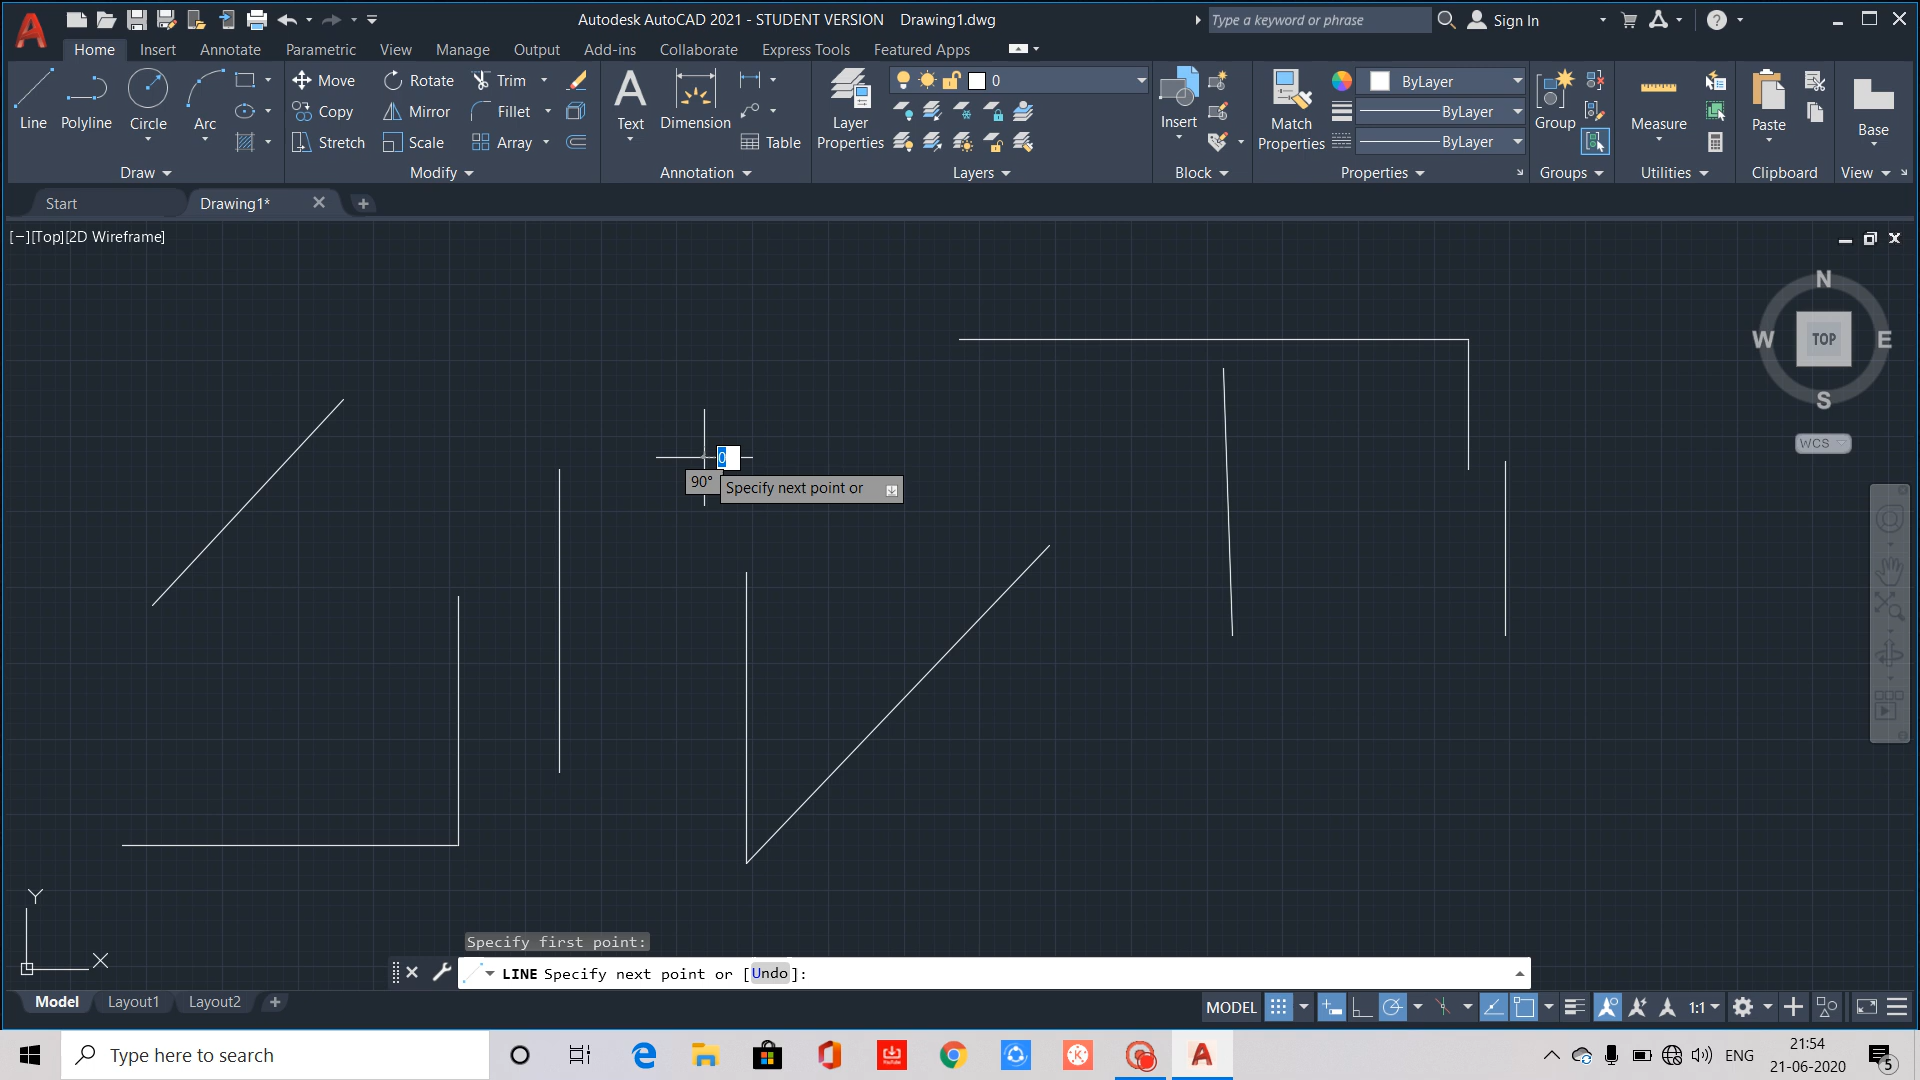 Autodesk AutoCAD 2021 - STUDENT VERSION Drawing1.dwg
Type a keyword or phrase
Sign In
Home Insert Annotate Parametric View Manage Output Add-ins Collaborate Express Tools Featured Apps
Line
Polyline
Circle
Arc
Draw
Move
Rotate
Trim
Copy
Mirror
Fillet
Stretch
Scale
Array
Modify
Text
Dimension
Table
Annotation
Layer
Properties
0
Layers
Insert
Block
Match
Properties
ByLayer
ByLayer
ByLayer
Properties
Group
Groups
Measure
Utilities
Paste
Clipboard
Base
View
Start
Drawing1*
[−][Top][2D Wireframe]
N
W
TOP
E
S
WCS
0
90°
Specify next point or
Y
X
Specify first point:
LINE Specify next point or [Undo]:
Model
Layout1
Layout2
MODEL
1:1
Type here to search
ENG
21:54
21-06-2020
5